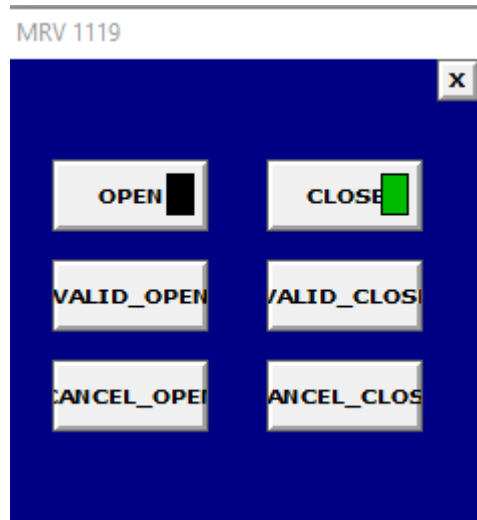 MRV 1119
X
OPEN CLOSE
VALID_OPEN VALID_CLOS
CANCEL_OPE ANCEL_CLOS